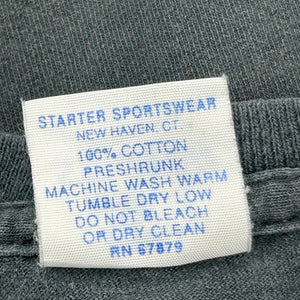 STARTER SPORTSWEAR
NEW HAVEN, CT.
100% COTTON
PRESHRUNK
MACHINE WASH WARM
TUMBLE DRY LOW
DO NOT BLEACH
OR DRY CLEAN
RN 67879